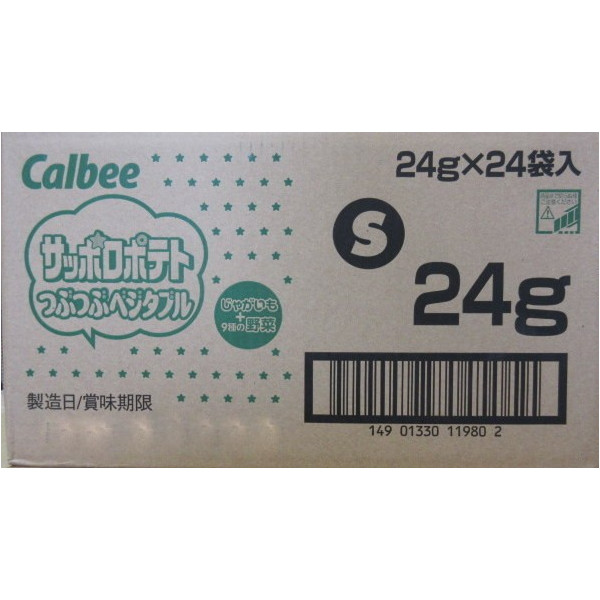 Calbee
サッポロポテト
つぶつぶベジタブル
じゃがいも
+
9種の野菜
製造日/賞味期限
24g×24袋入
S
24g
149 01330 11980 2